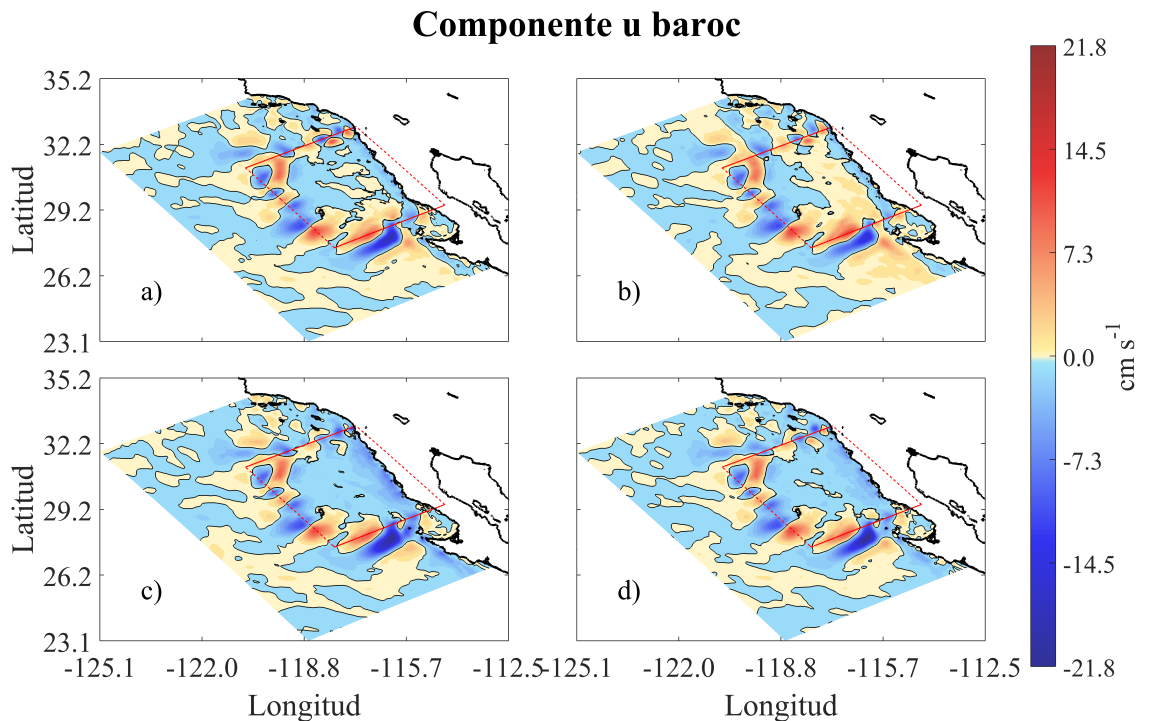 Componente u baroc
35.2
32.2
29.2
26.2
23.1
Latitud
a)
b)
35.2
32.2
29.2
26.2
23.1
Latitud
c)
d)
-125.1 -122.0 -118.8 -115.7 -112.5
-125.1 -122.0 -118.8 -115.7 -112.5
Longitud
Longitud
21.8
14.5
7.3
0.0
-7.3
-14.5
-21.8
cm s⁻¹